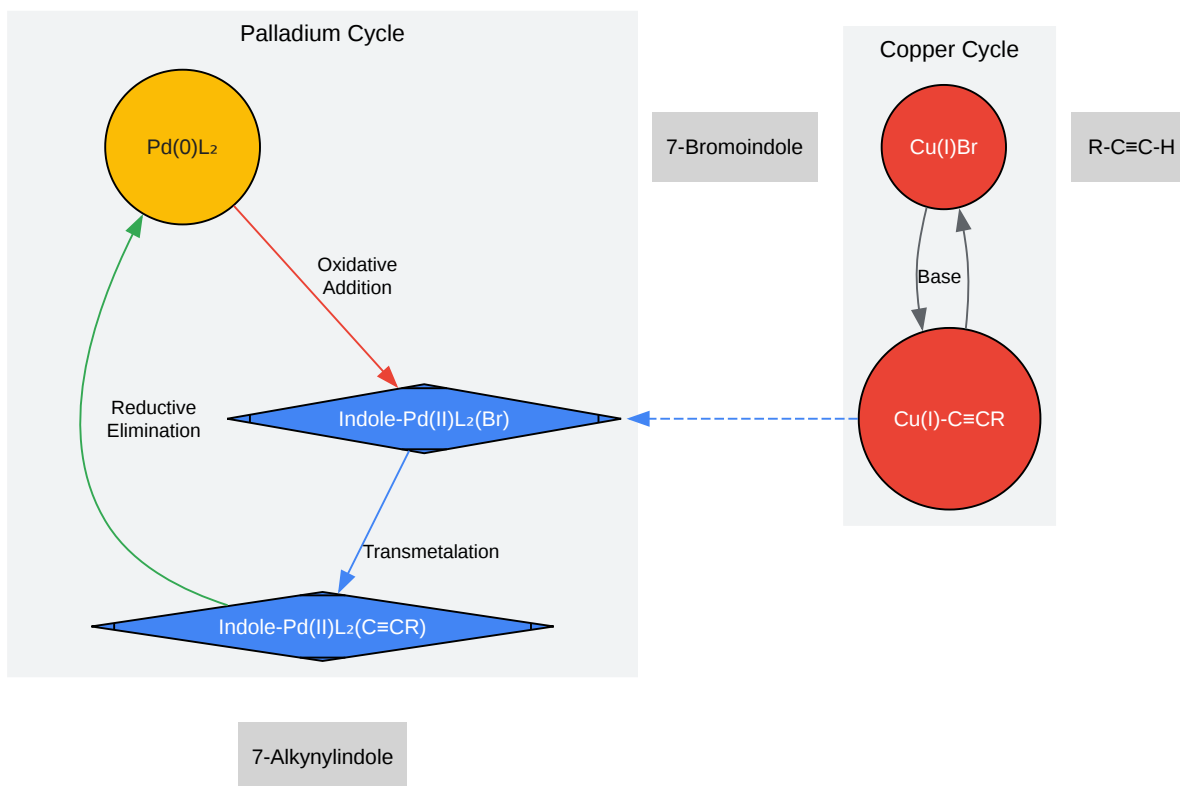 Palladium Cycle
Copper Cycle
Pd(0)L₂
7-Bromoindole
Cu(I)Br
R-C≡C-H
Oxidative
Addition
Base
Reductive
Elimination
Indole-Pd(II)L₂(Br)
Cu(I)-C≡CR
Transmetalation
Indole-Pd(II)L₂(C≡CR)
7-Alkynylindole